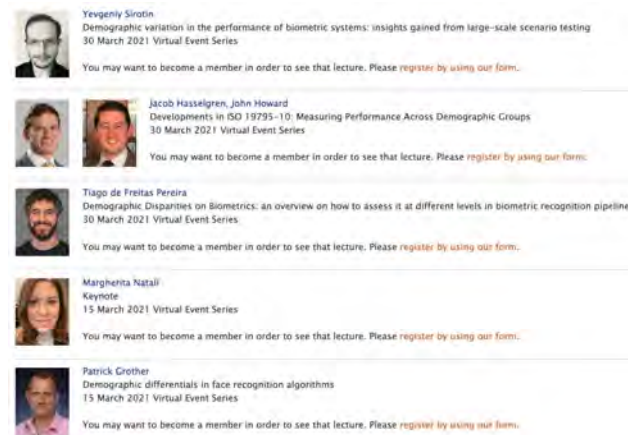 Yevgeniy Sirotin
Demographic variation in the performance of biometric systems: insights gained from large-scale scenario testing
30 March 2021 Virtual Event Series
You may want to become a member in order to see that lecture. Please register by using our form.
Jacob Hasselgren, John Howard
Developments in ISO 19795-10: Measuring Performance Across Demographic Groups
30 March 2021 Virtual Event Series
You may want to become a member in order to see that lecture. Please register by using our form.
Tiago de Freitas Pereira
Demographic Disparities on Biometrics: an overview on how to assess it at different levels in biometric recognition pipeline
30 March 2021 Virtual Event Series
You may want to become a member in order to see that lecture. Please register by using our form.
Margherita Natali
Keynote
15 March 2021 Virtual Event Series
You may want to become a member in order to see that lecture. Please register by using our form.
Patrick Grother
Demographic differentials in face recognition algorithms
15 March 2021 Virtual Event Series
You may want to become a member in order to see that lecture. Please register by using our form.